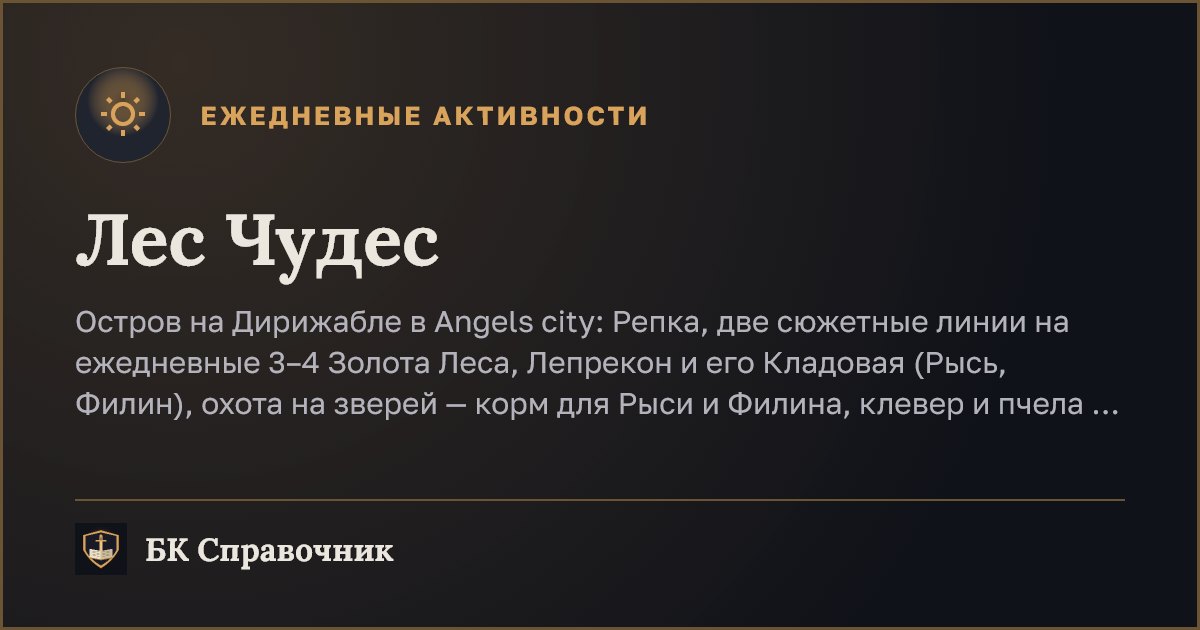 ЕЖЕДНЕВНЫЕ АКТИВНОСТИ
Лес Чудес
Остров на Дирижабле в Angels city: Репка, две сюжетные линии на
ежедневные 3–4 Золота Леса, Лепрекон и его Кладовая (Рысь,
Филин), охота на зверей — корм для Рыси и Филина, клевер и пчела ...
БК Справочник